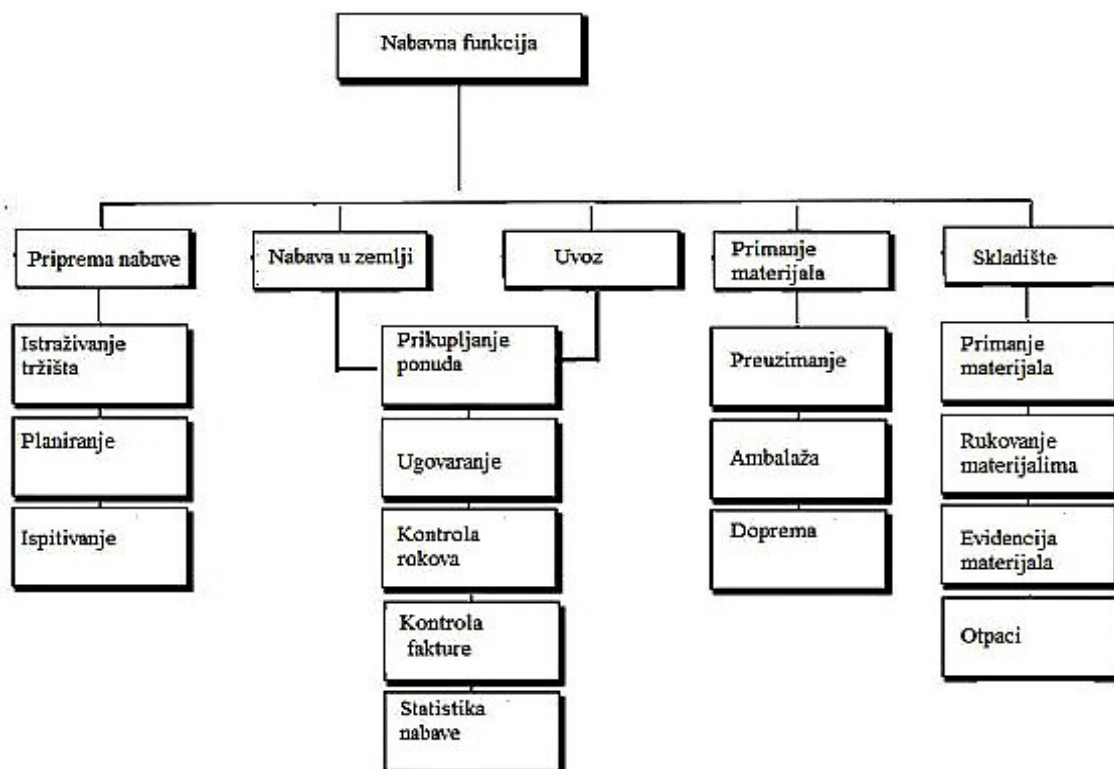 Nabavna funkcija
Priprema nabave
Nabava u zemlji
Uvoz
Primanje
materijala
Skladište
Istraživanje
tržišta
Planiranje
Ispitivanje
Prikupljanje
ponuda
Ugovaranje
Kontrola
rokova
Kontrola
fakture
Statistika
nabave
Preuzimanje
Ambalaža
Doprema
Primanje
materijala
Rukovanje
materijalima
Evidencija
materijala
Otpaci